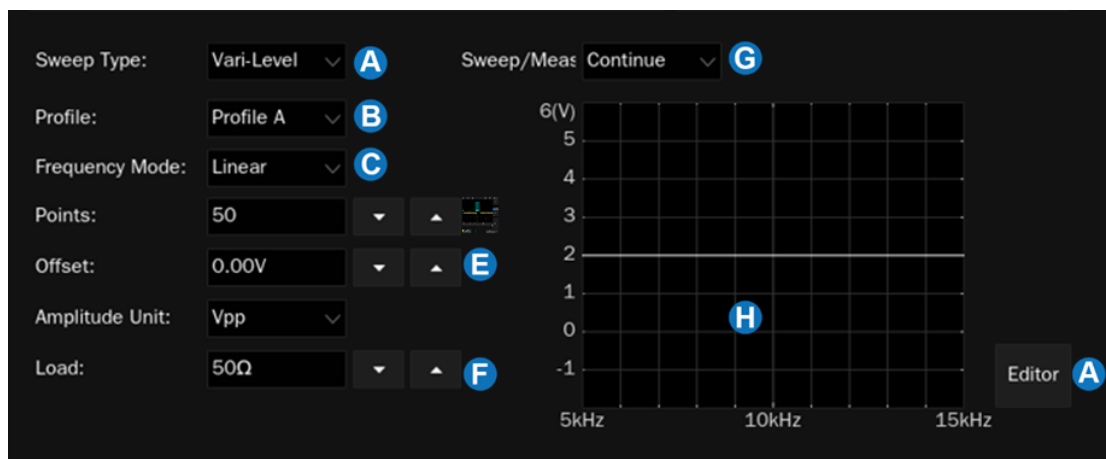 Sweep Type: Vari-Level A Sweep/Meas Continue G
Profile: Profile A B
Frequency Mode: Linear C
Points: 50
Offset: 0.00V E
Amplitude Unit: Vpp
Load: 50Ω F
6(V)
5
4
3
2
1
0
-1
H
5kHz 10kHz 15kHz
Editor A